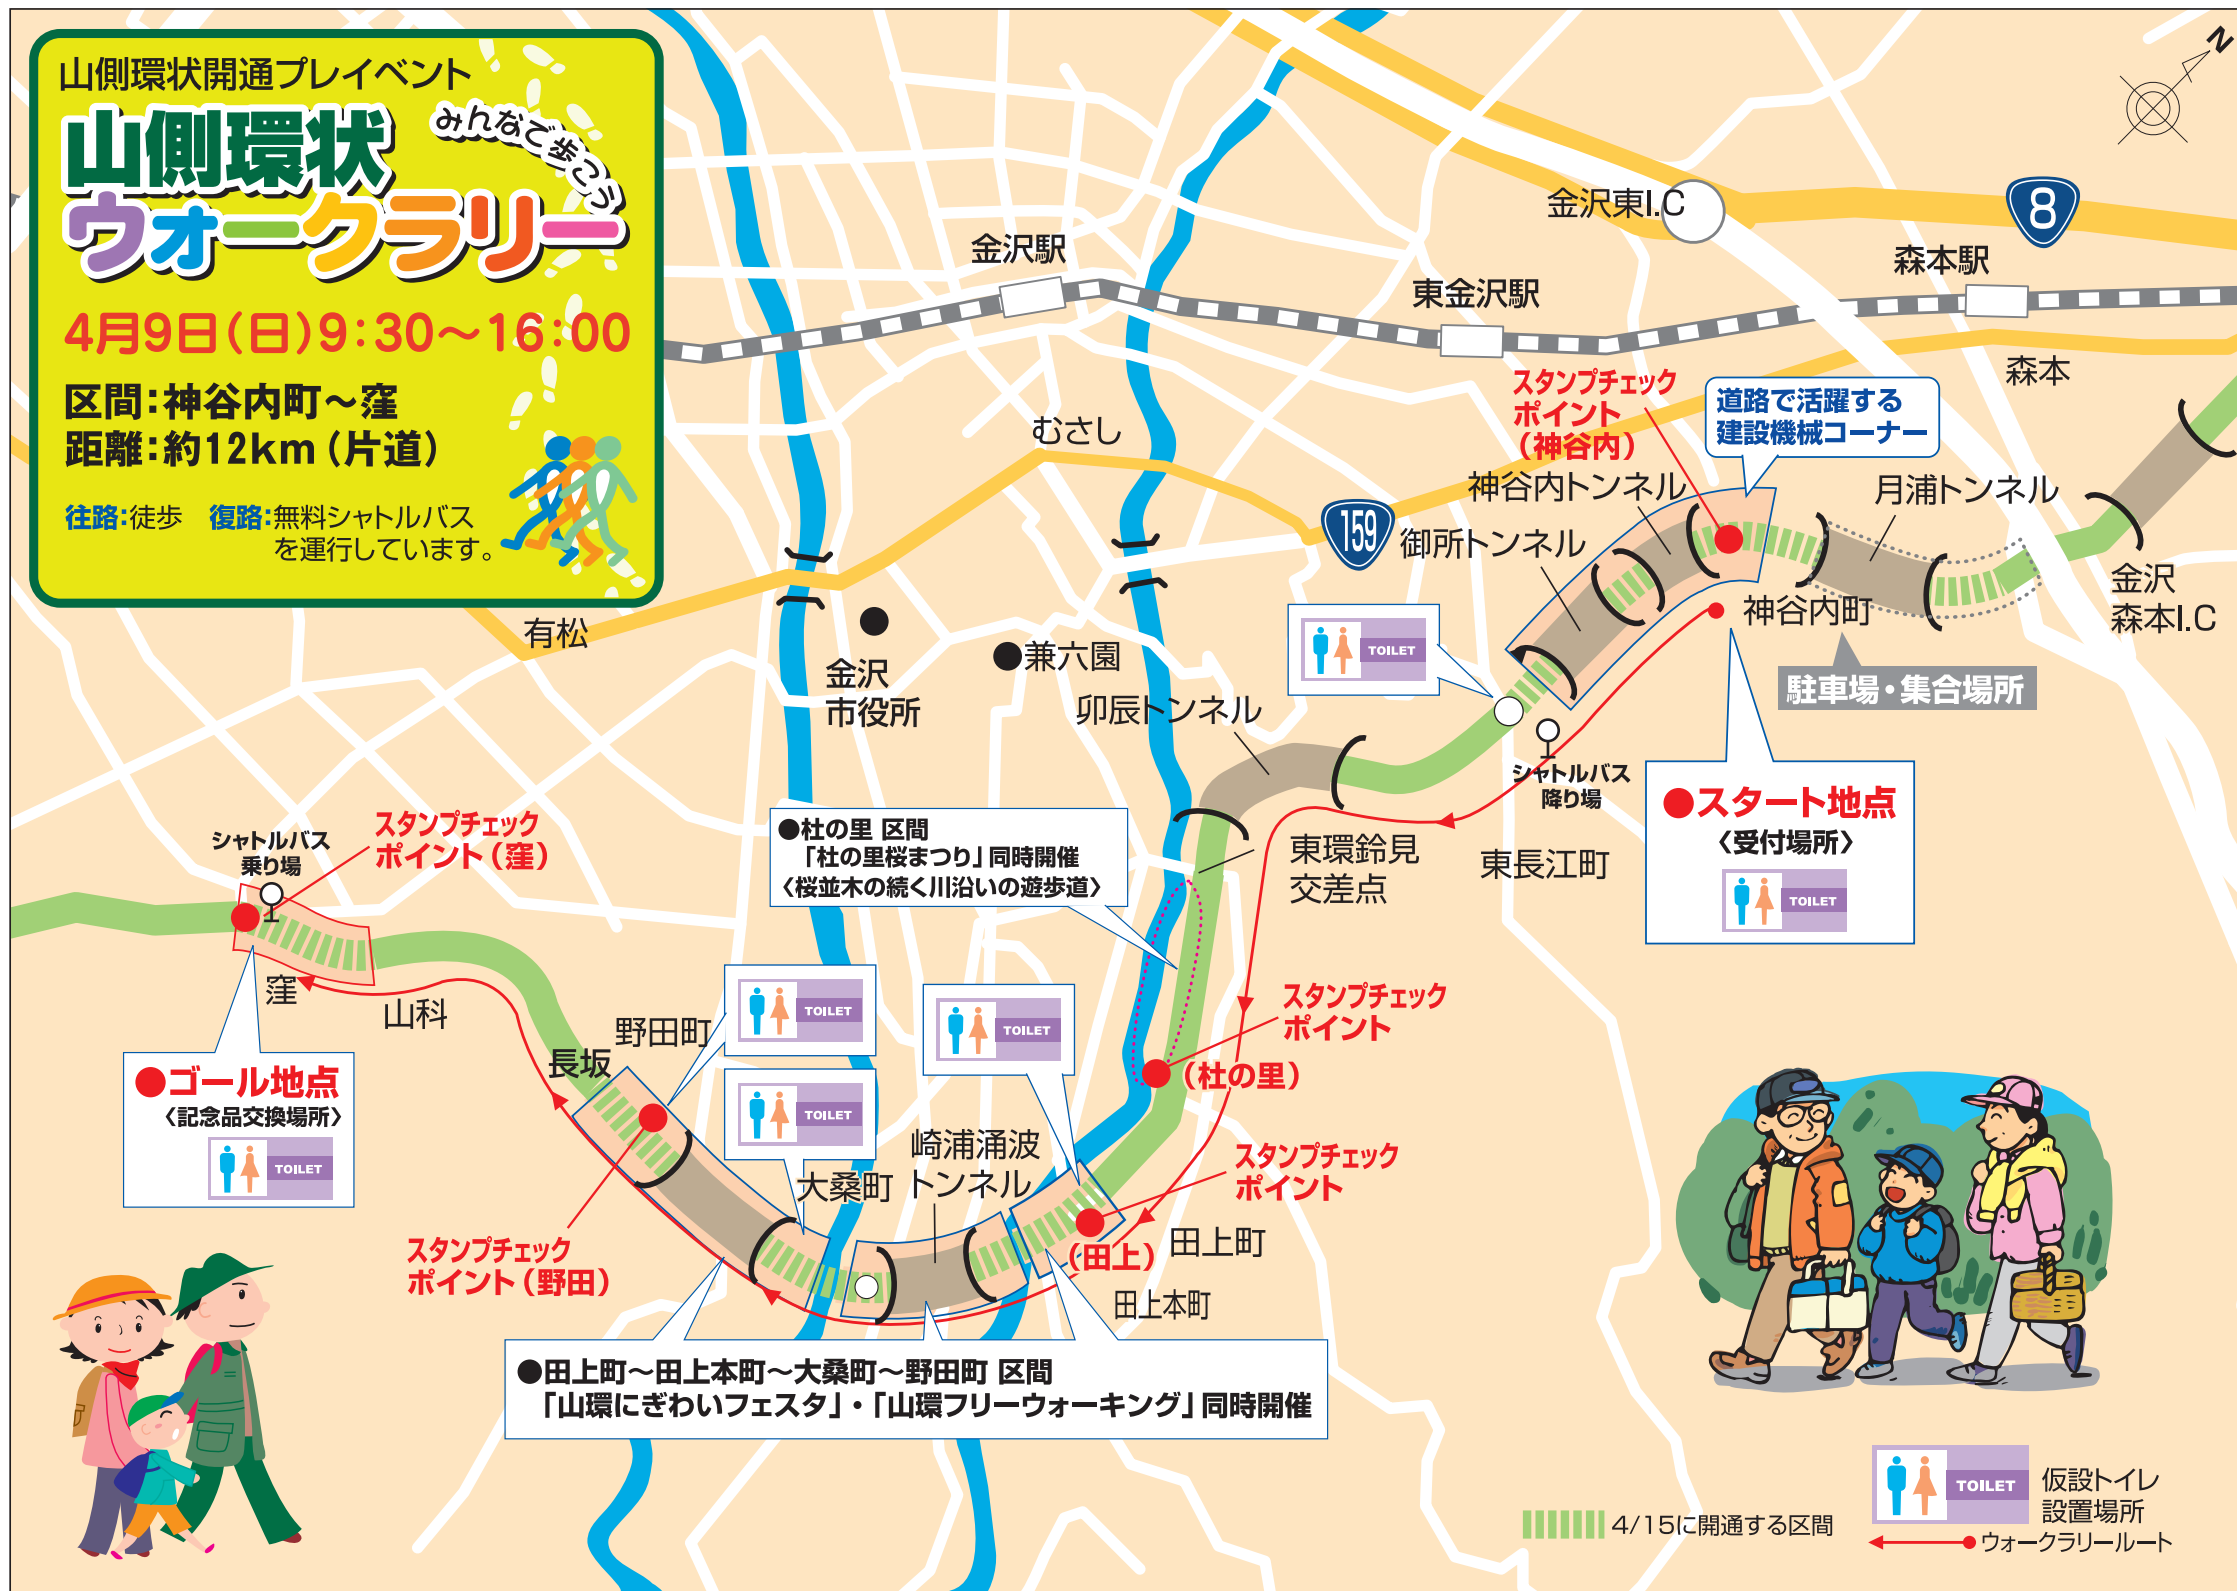 山側環状開通プレイベント
みんなで歩こう
山側環状
ウォークラリー
4月9日(日)9:30〜16:00
区間:神谷内町〜窪
距離:約12km(片道)
往路:徒歩 復路:無料シャトルバス
を運行しています。
N
8
金沢東I.C
金沢駅
東金沢駅
森本駅
森本
むさし
159
スタンプチェック
ポイント
(神谷内)
道路で活躍する
建設機械コーナー
神谷内トンネル
月浦トンネル
御所トンネル
金沢
森本I.C
神谷内町
駐車場・集合場所
有松
金沢
市役所
兼六園
卯辰トンネル
TOILET
シャトルバス
降り場
●スタート地点
〈受付場所〉
TOILET
●杜の里 区間
「杜の里桜まつり」同時開催
〈桜並木の続く川沿いの遊歩道〉
東環鈴見
交差点
東長江町
シャトルバス
乗り場
スタンプチェック
ポイント(窪)
窪
山科
●ゴール地点
〈記念品交換場所〉
TOILET
野田町
長坂
TOILET
TOILET
TOILET
スタンプチェック
ポイント
(杜の里)
スタンプチェック
ポイント
(田上)
田上町
田上本町
崎浦涌波
トンネル
大桑町
スタンプチェック
ポイント(野田)
●田上町〜田上本町〜大桑町〜野田町 区間
「山環にぎわいフェスタ」・「山環フリーウォーキング」同時開催
4/15に開通する区間
TOILET
仮設トイレ
設置場所
ウォークラリールート